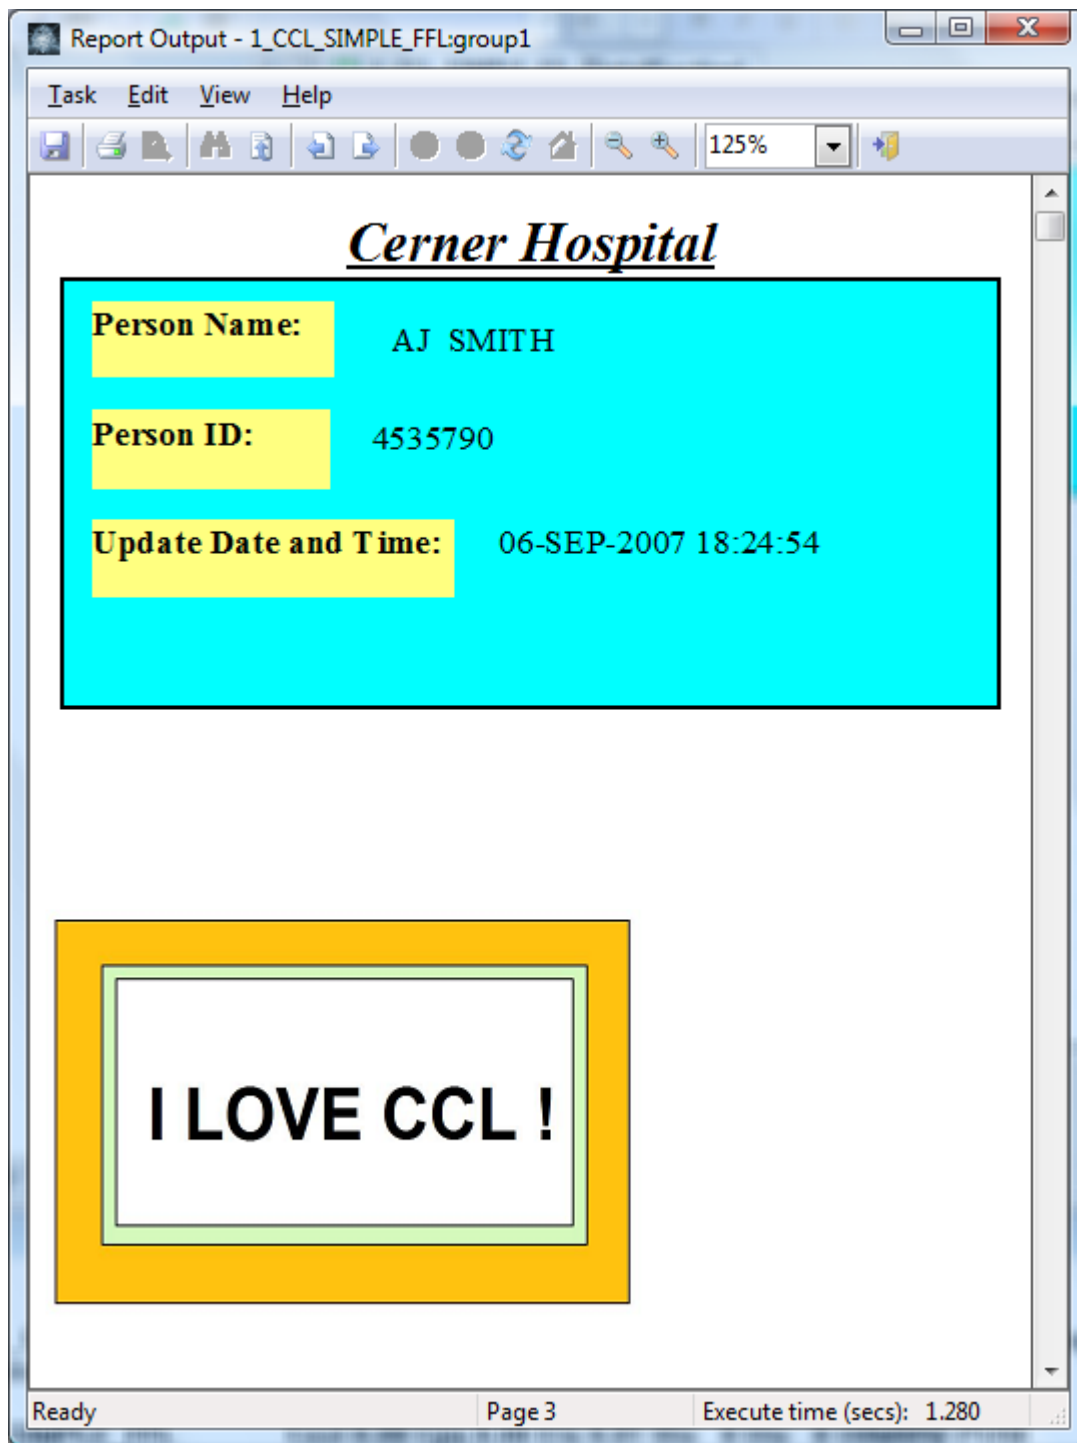 Report Output - 1_CCL_SIMPLE_FFL:group1
Task Edit View Help
125%
Cerner Hospital
Person Name: AJ SMITH
Person ID: 4535790
Update Date and Time: 06-SEP-2007 18:24:54
I LOVE CCL !
Ready Page 3 Execute time (secs): 1.280